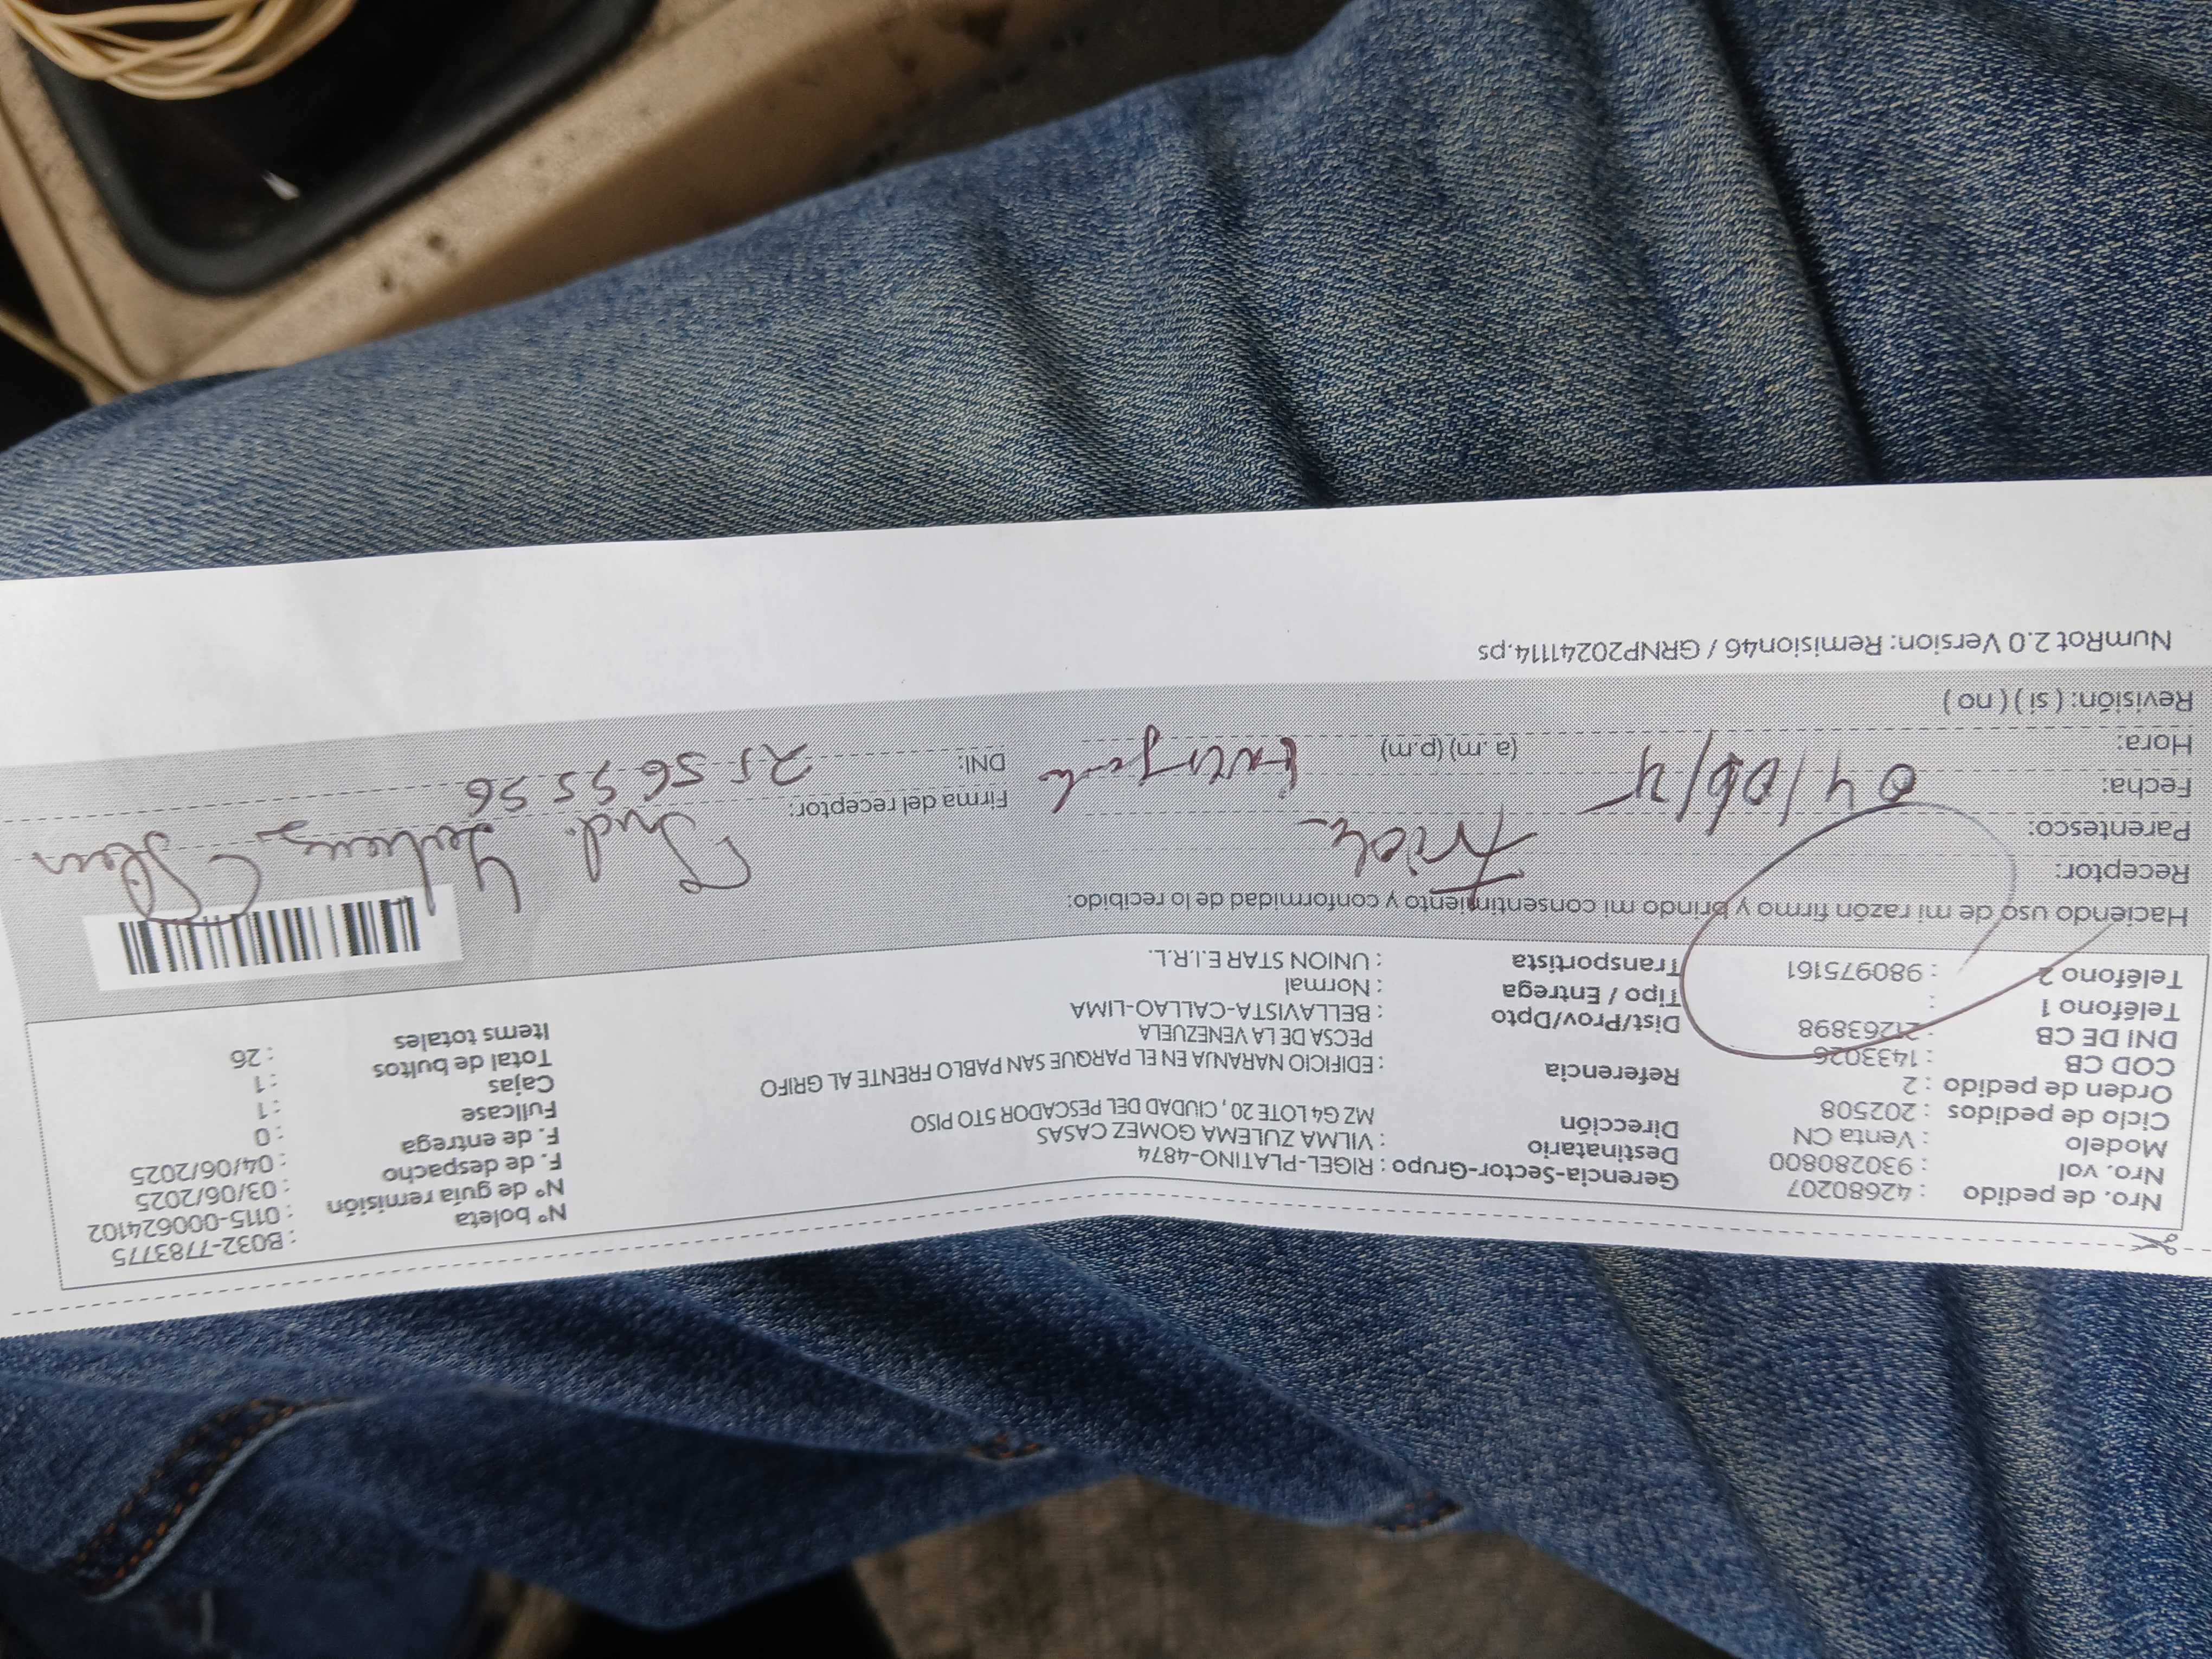 Nro. de pedido : 42680207
Nro. vol : 930280800
Modelo : Venta CN
Ciclo de pedidos : 202508
Orden de pedido : 2
COD CB : 1433026
DNI DE CB : 21263898
Teléfono 1 :
Teléfono 2 : 980975161
Gerencia-Sector-Grupo : RIGEL-PLATINO-4874
Destinatario : VILMA ZULEMA GOMEZ CASAS
Dirección MZ G4 LOTE 20 , CIUDAD DEL PESCADOR 5TO PISO
Referencia : EDIFICIO NARANJA EN EL PARQUE SAN PABLO FRENTE AL GRIFO
PECSA DE LA VENEZUELA
Dist/Prov/Dpto : BELLAVISTA-CALLAO-LIMA
Tipo / Entrega : Normal
Transportista : UNION STAR E.I.R.L.
N° boleta : B032-7783775
N° de guía remisión : 0115-000624102
F. de despacho : 03/06/2025
F. de entrega : 04/06/2025
Fullcase : 0
Cajas : 1
Total de bultos : 1
Items totales : 26
Haciendo uso de mi razón firmo y brindo mi consentimiento y conformidad de lo recibido:
Receptor:
Parentesco:
Fecha: 04/06/
Hora: (a.m) (p.m)
Revisión: ( si ) ( no )
Firma del receptor:
DNI: 25569556
NumRot 2.0 Version: Remision46 / GRNP20241114.ps